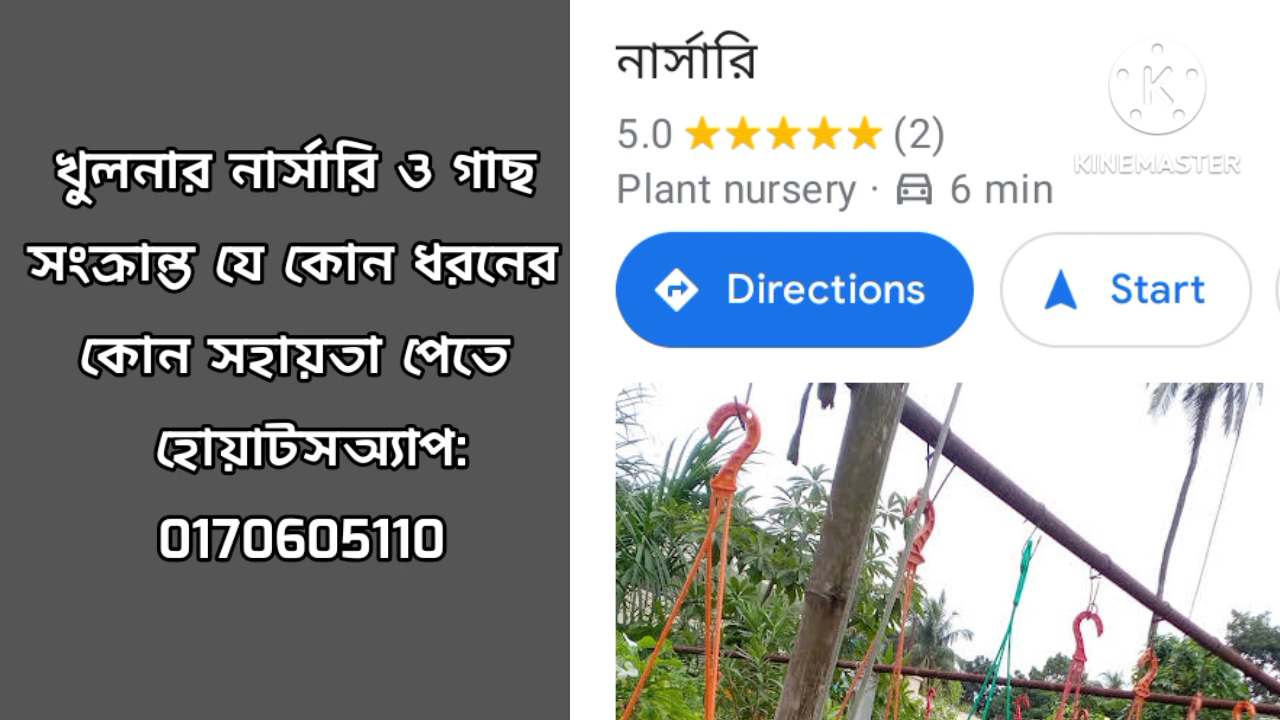 খুলনার নার্সারি ও গাছ
সংক্রান্ত যে কোন ধরনের
কোন সহায়তা পেতে
হোয়াটসঅ্যাপ:
0170605110
নার্সারি
5.0 ★★★★★ (2)
Plant nursery · 6 min
Directions
Start
K
KINEMASTER